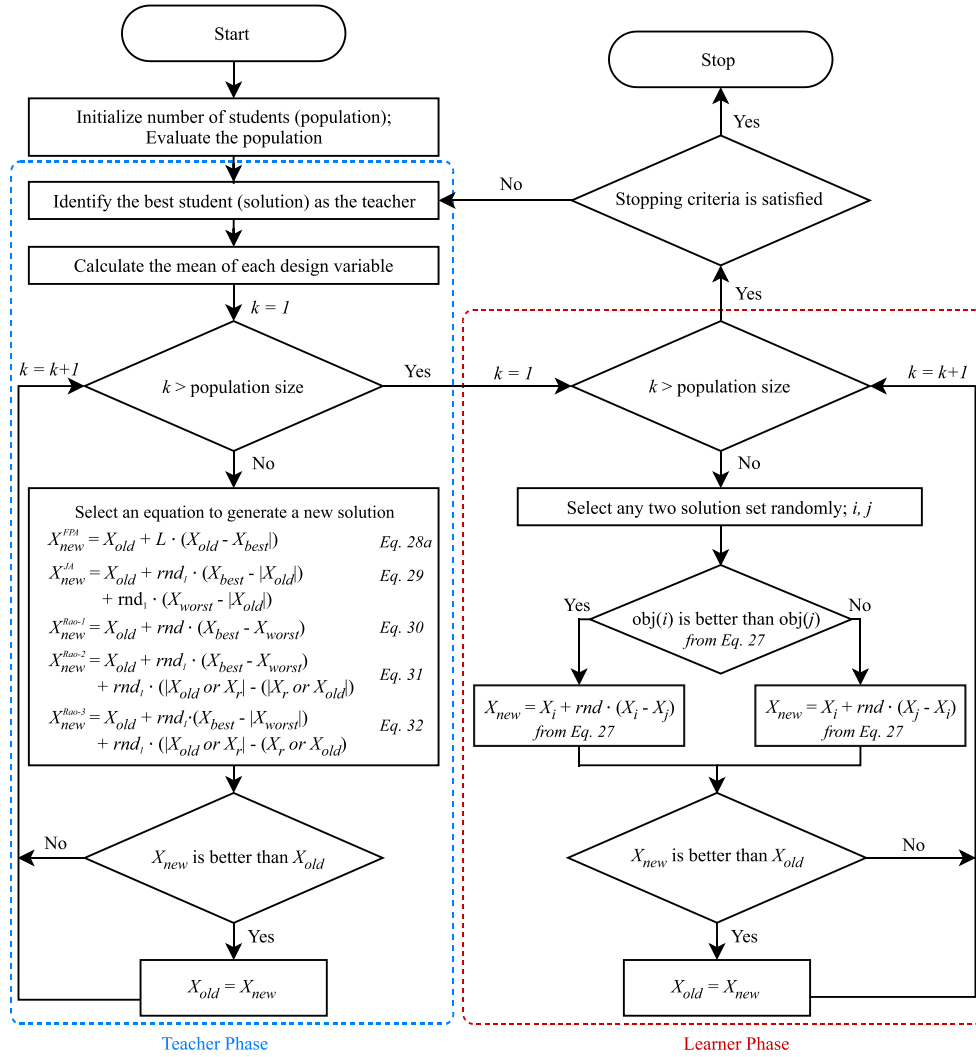 Start
Initialize number of students (population);
Evaluate the population
Identify the best student (solution) as the teacher
Calculate the mean of each design variable
k = 1
k = k+1
k > population size
Yes
No
Select an equation to generate a new solution
X_new^FPA = X_old + L · (X_old - X_best|) Eq. 28a
X_new^JA = X_old + rnd_1 · (X_best - |X_old|) Eq. 29
+ rnd_1 · (X_worst - |X_old|)
X_new^Rao-1 = X_old + rnd · (X_best - X_worst) Eq. 30
X_new^Rao-2 = X_old + rnd_1 · (X_best - X_worst)
+ rnd_1 · (|X_old or X_r| - (|X_r or X_old|) Eq. 31
X_new^Rao-3 = X_old + rnd_1·(X_best - |X_worst|) Eq. 32
+ rnd_1 · (|X_old or X_r| - (X_r or X_old)
X_new is better than X_old
No
Yes
X_old = X_new
Teacher Phase
Stop
Yes
Stopping criteria is satisfied
No
Yes
k = 1
k > population size
k = k+1
No
Select any two solution set randomly; i, j
Yes
obj(i) is better than obj(j)
from Eq. 27
No
X_new = X_i + rnd · (X_i - X_j)
from Eq. 27
X_new = X_i + rnd · (X_j - X_i)
from Eq. 27
X_new is better than X_old
No
Yes
X_old = X_new
Learner Phase